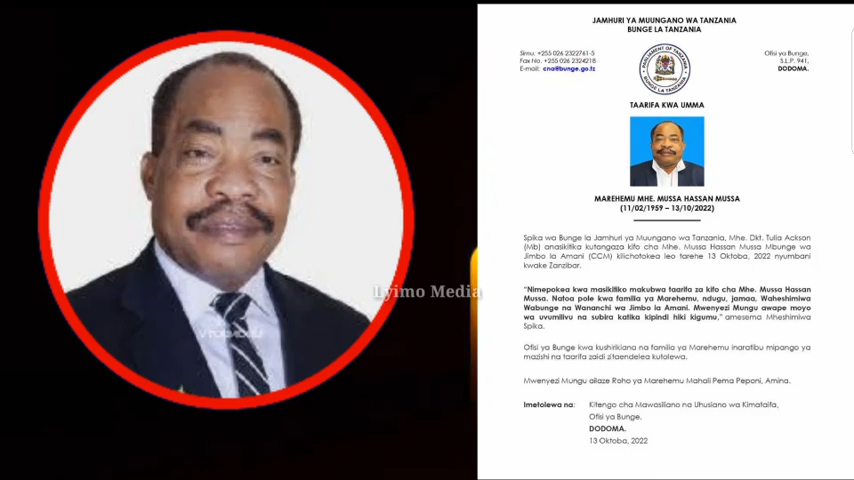 JAMHURI YA MUUNGANO WA TANZANIA
BUNGE LA TANZANIA
Simu: +255 026 2322761-5
Fax No. +255 026 2324218
E-mail: cna@bunge.go.tz
PARLIAMENT OF TANZANIA
BUNGE LA TANZANIA
Ofisi ya Bunge,
S.L.P. 941,
DODOMA.
TAARIFA KWA UMMA
MAREHEMU MHE. MUSSA HASSAN MUSSA
(11/02/1959 – 13/10/2022)
Spika wa Bunge la Jamhuri ya Muungano wa Tanzania, Mhe. Dkt. Tulia Ackson
(Mb) anasikitika kutangaza kifo cha Mhe. Mussa Hassan Mussa Mbunge wa
Jimbo la Amani (CCM) kilichotokea leo tarehe 13 Oktoba, 2022 nyumbani
kwake Zanzibar.
"Nimepokea kwa masikitiko makubwa taarifa za kifo cha Mhe. Mussa Hassan
Mussa. Natoa pole kwa familia ya Marehemu, ndugu, jamaa, Waheshimiwa
Wabunge na Wananchi wa Jimbo la Amani. Mwenyezi Mungu awape moyo
wa uvumilivu na subira katika kipindi hiki kigumu," amesema Mheshimiwa
Spika.
Ofisi ya Bunge kwa kushirikiana na familia ya Marehemu inaratibu mipango ya
mazishi na taarifa zaidi zitaendelea kutolewa.
Mwenyezi Mungu ailaze Roho ya Marehemu Mahali Pema Peponi, Amina.
Imetolewa na: Kitengo cha Mawasiliano na Uhusiano wa Kimataifa,
Ofisi ya Bunge,
DODOMA.
13 Oktoba, 2022
Lyimo Media